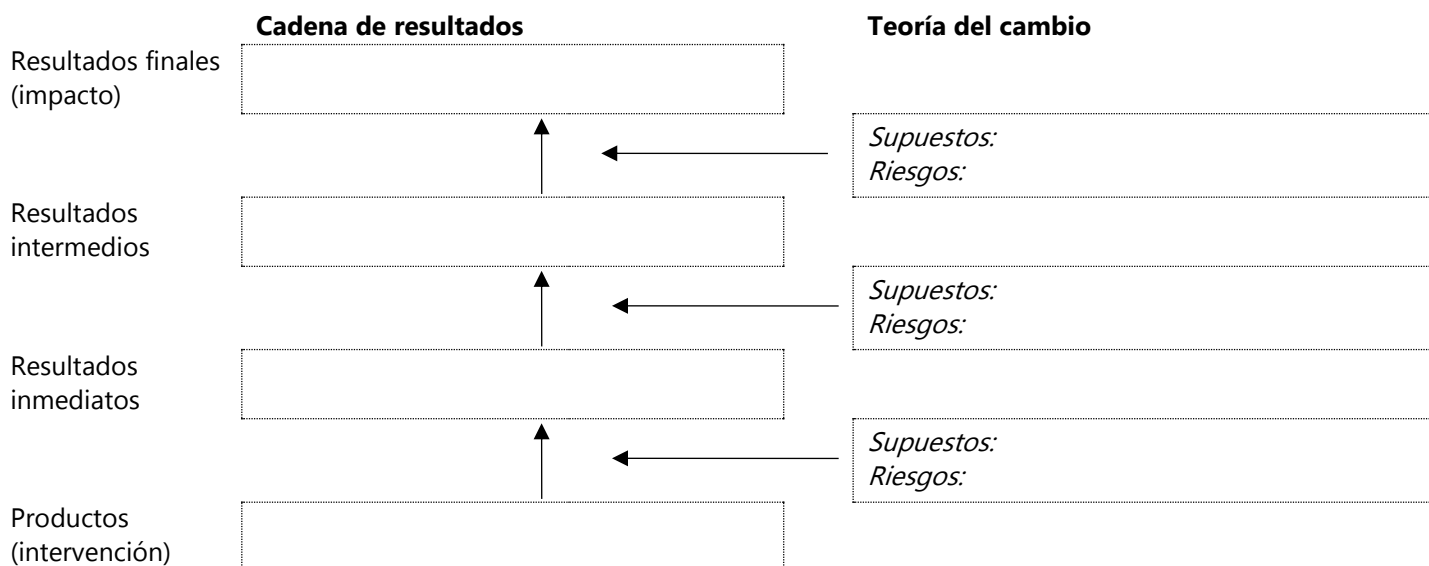 Cadena de resultados
Teoría del cambio
Resultados finales
(impacto)
Supuestos:
Riesgos:
Resultados
intermedios
Supuestos:
Riesgos:
Resultados
inmediatos
Supuestos:
Riesgos:
Productos
(intervención)